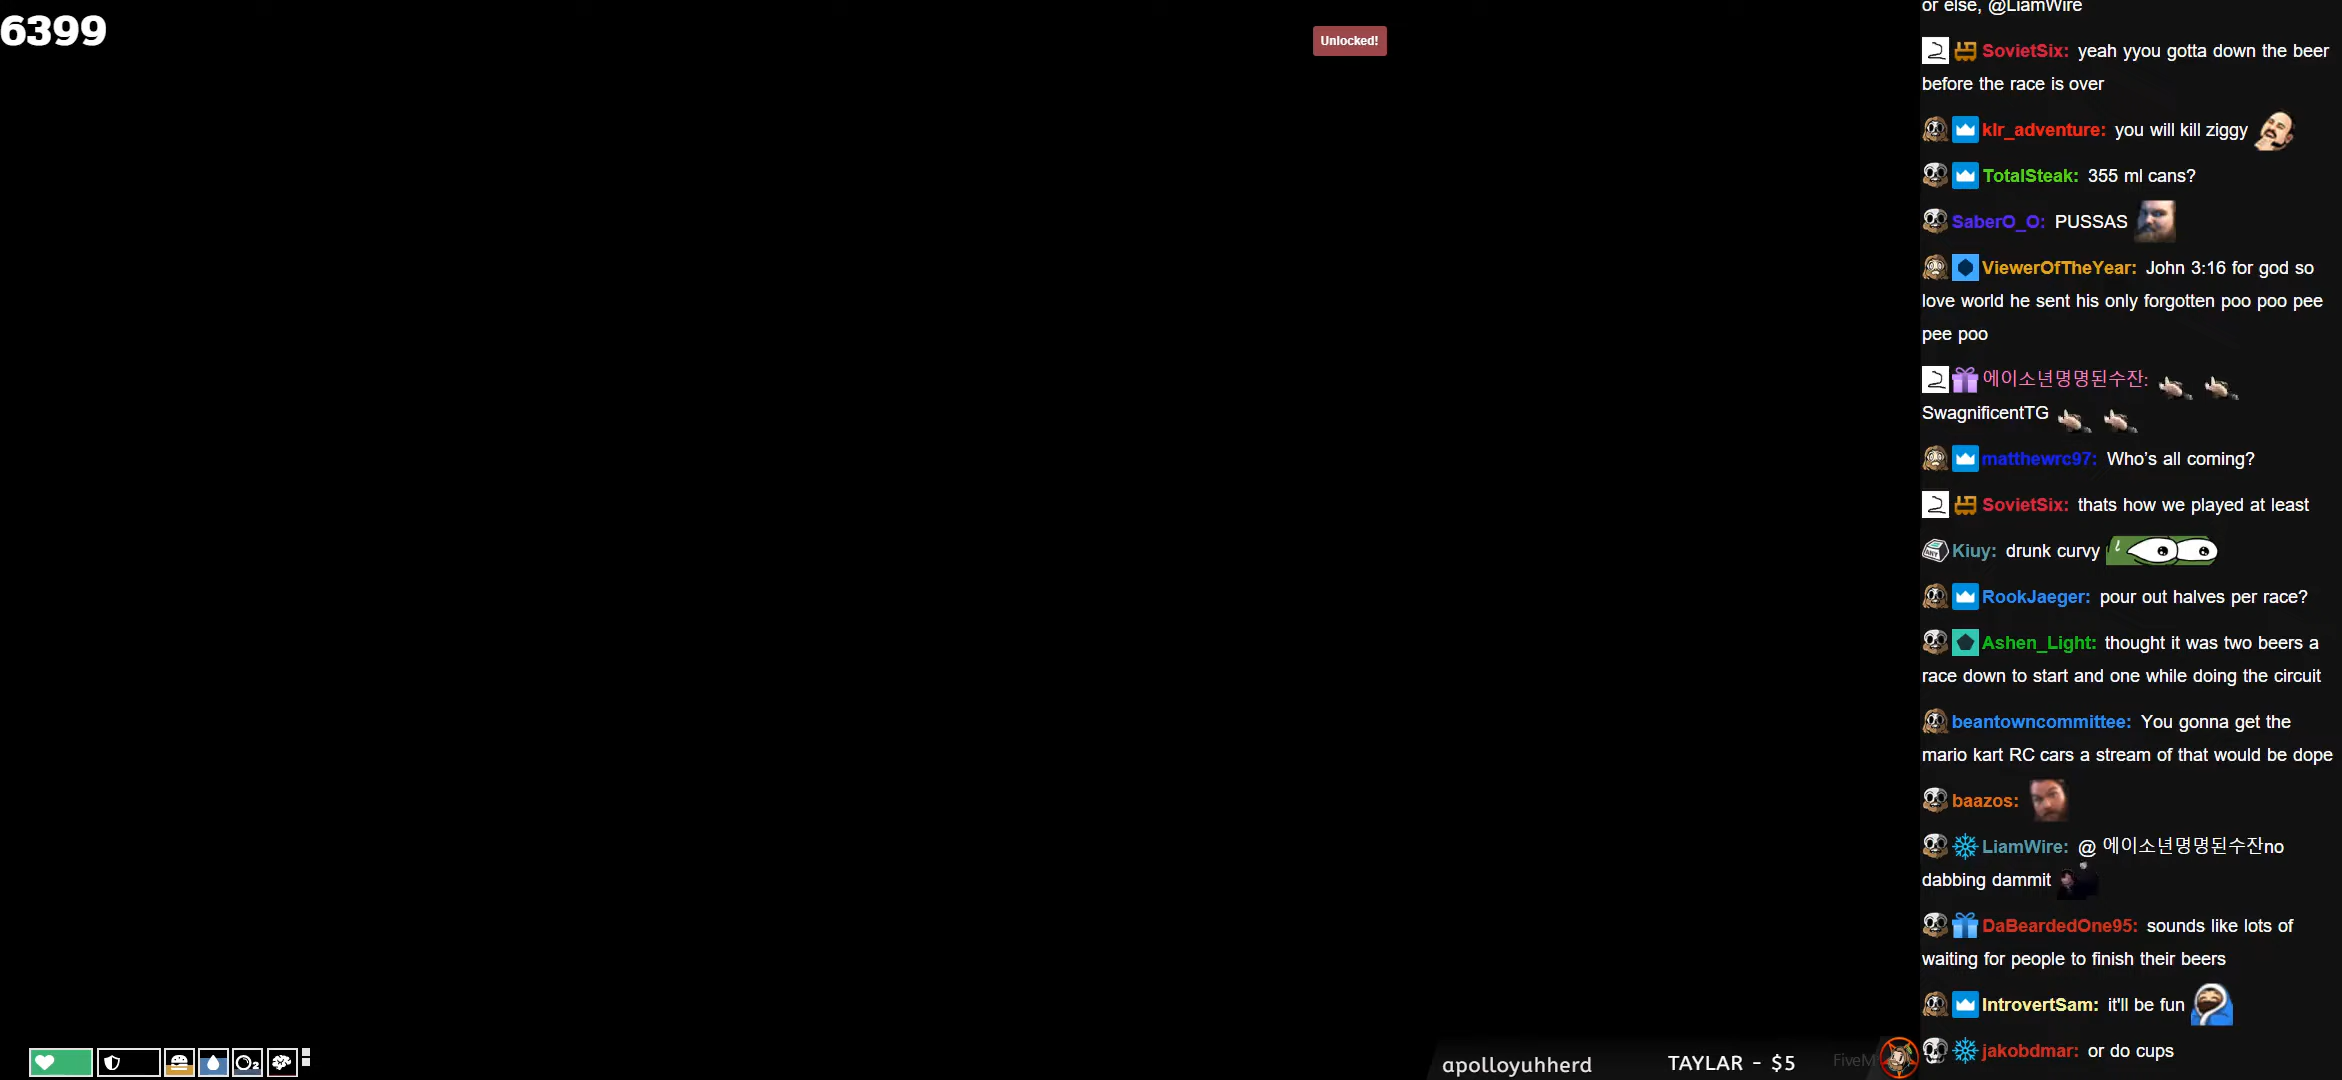 6399
Unlocked!
or else, @LiamWire
SovietSix: yeah yyou gotta down the beer
before the race is over
klr_adventure: you will kill ziggy
TotalSteak: 355 ml cans?
SaberO_O: PUSSAS
ViewerOfTheYear: John 3:16 for god so
love world he sent his only forgotten poo poo pee
pee poo
에이소년명명된수잔:
SwagnificentTG
matthewrc97: Who's all coming?
SovietSix: thats how we played at least
Kiuy: drunk curvy
RookJaeger: pour out halves per race?
Ashen_Light: thought it was two beers a
race down to start and one while doing the circuit
beantowncommittee: You gonna get the
mario kart RC cars a stream of that would be dope
baazos:
LiamWire: @ 에이소년명명된수잔no
dabbing dammit
DaBeardedOne95: sounds like lots of
waiting for people to finish their beers
IntrovertSam: it'll be fun
jakobdmar: or do cups
O2
apolloyuhherd
TAYLAR - $5
FiveM